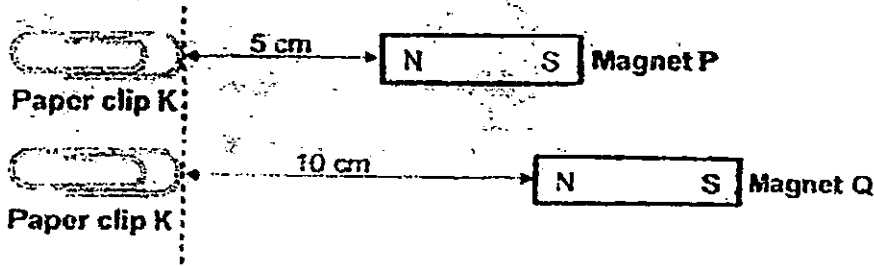 5 cm
N S Magnet P
Paper clip K
10 cm
N S Magnet Q
Paper clip K